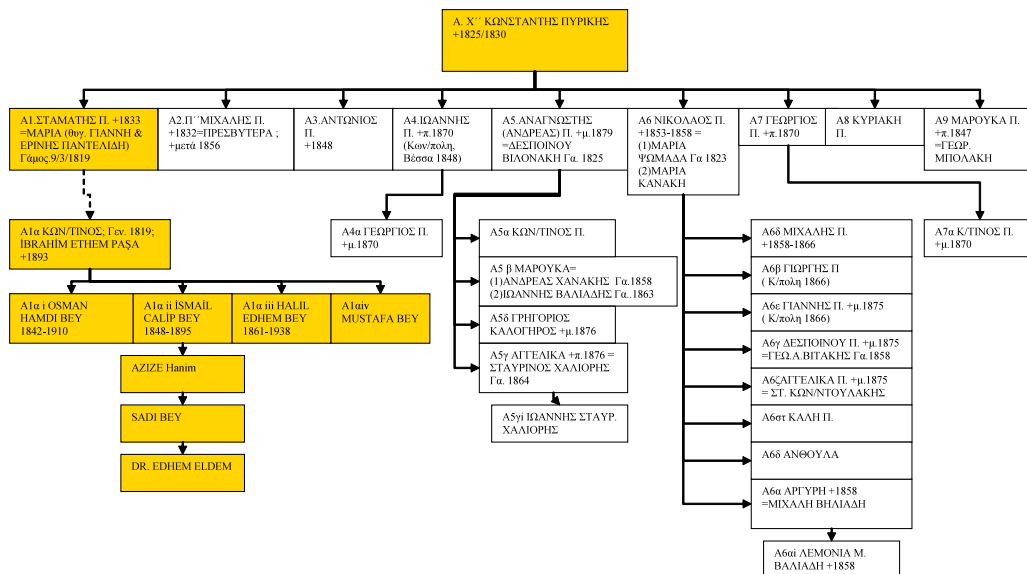 Α. Χ΄΄ ΚΩΝΣΤΑΝΤΗΣ ΠΥΡΙΚΗΣ
+1825/1830
Α1.ΣΤΑΜΑΤΗΣ Π. +1833
=ΜΑΡΙΑ (θυγ. ΓΙΑΝΝΗ &
ΕΡΙΝΗΣ ΠΑΝΤΕΛΙΔΗ)
Γάμος.9/3/1819
Α2.Π΄΄ΜΙΧΑΛΗΣ Π.
+1832=ΠΡΕΣΒΥΤΕΡΑ ;
+μετά 1856
Α3.ΑΝΤΩΝΙΟΣ
Π.
+1848
Α4.ΙΩΑΝΝΗΣ
Π. +π.1870
(Κων/πολη,
Βέσσα 1848)
Α5.ΑΝΑΓΝΩΣΤΗΣ
(ΑΝΔΡΕΑΣ) Π. +μ.1879
=ΔΕΣΠΟΙΝΟΥ
ΒΙΛΟΝΑΚΗ Γα. 1825
Α6 ΝΙΚΟΛΑΟΣ Π.
+1853-1858 =
(1)ΜΑΡΙΑ
ΨΩΜΑΔΑ Γα 1823
(2)ΜΑΡΙΑ
ΚΑΝΑΚΗ
Α7 ΓΕΩΡΓΙΟΣ
Π. +π.1870
Α8 ΚΥΡΙΑΚΗ
Π.
Α9 ΜΑΡΟΥΚΑ Π.
+π.1847
=ΓΕΩΡ.
ΜΠΟΛΑΚΗ
Α1α ΚΩΝ/ΤΙΝΟΣ; Γεν. 1819;
İBRAHİM ETHEM PAŞA
+1893
Α4α ΓΕΩΡΓΙΟΣ Π.
+μ.1870
Α5α ΚΩΝ/ΤΙΝΟΣ Π.
Α6δ ΜΙΧΑΛΗΣ Π.
+1858-1866
Α7α Κ/ΤΙΝΟΣ Π.
+μ.1870
Α5 β ΜΑΡΟΥΚΑ=
(1)ΑΝΔΡΕΑΣ ΧΑΝΑΚΗΣ Γα.1858
(2)ΙΩΑΝΝΗΣ ΒΑΛΙΑΔΗΣ Γα..1863
Α6β ΓΙΩΡΓΗΣ Π
( Κ/πολη 1866)
Α1α i OSMAN
HAMDI BEY
1842-1910
Α1α ii İSMAİL
CALİP BEY
1848-1895
Α1α iii HALIL
EDHEM BEY
1861-1938
Α1αiv
MUSTAFA BEY
Α5δ ΓΡΗΓΟΡΙΟΣ
ΚΑΛΟΓΗΡΟΣ +μ.1876
Α6ε ΓΙΑΝΝΗΣ Π. +μ.1875
( Κ/πολη 1866)
Α5γ ΑΓΓΕΛΙΚΑ +π.1876 =
ΣΤΑΥΡΙΝΟΣ ΧΑΛΙΟΡΗΣ
Γα. 1864
Α6γ ΔΕΣΠΟΙΝΟΥ Π. +μ.1875
=ΓΕΩ.Α.ΒΙΤΑΚΗΣ Γα.1858
AZIZE Hanim
Α6ζΑΓΓΕΛΙΚΑ Π. +μ.1875
= ΣΤ. ΚΩΝ/ΝΤΟΥΛΑΚΗΣ
SADI BEY
Α5γi ΙΩΑΝΝΗΣ ΣΤΑΥΡ.
ΧΑΛΙΟΡΗΣ
Α6στ ΚΑΛΗ Π.
DR. EDHEM ELDEM
Α6δ ΑΝΘΟΥΛΑ
Α6α ΑΡΓΥΡΗ +1858
=ΜΙΧΑΛΗ ΒΗΛΙΑΔΗ
Α6αi ΛΕΜΟΝΙΑ Μ.
ΒΑΛΙΑΔΗ +1858